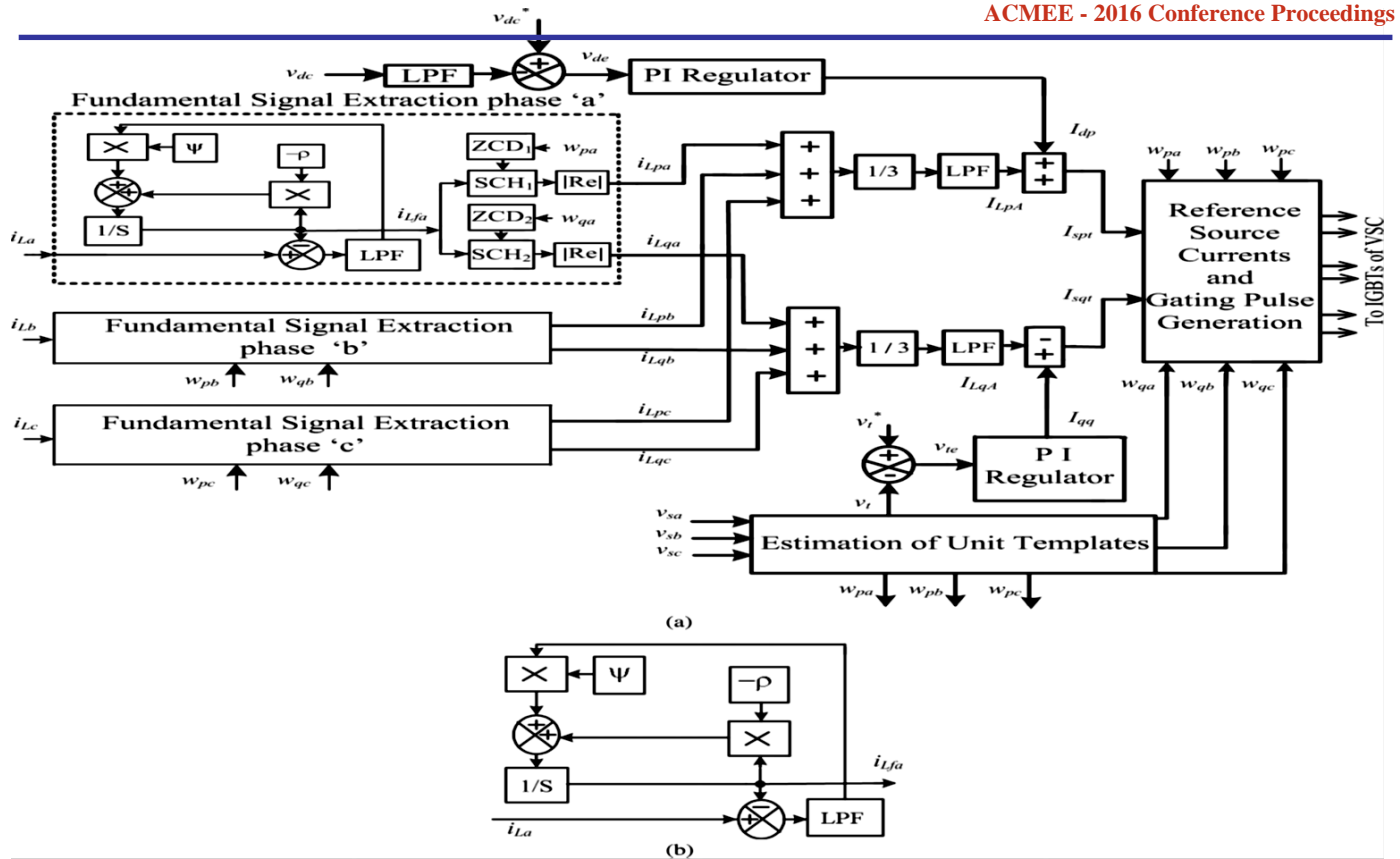 ACMEE - 2016 Conference Proceedings
v_dc*
v_dc
LPF
+
−
v_de
PI Regulator
Fundamental Signal Extraction phase ‘a’
×
Ψ
−ρ
ZCD₁
w_pa
+
+
×
SCH₁
|Re|
i_Lpa
1/S
i_Lfa
ZCD₂
w_qa
i_La
+
−
LPF
SCH₂
|Re|
i_Lqa
+
+
+
1/3
LPF
I_LpA
I_dp
+
+
I_spt
w_pa w_pb w_pc
Reference
Source
Currents
and
Gating Pulse
Generation
To IGBTs of VSC
i_Lb
Fundamental Signal Extraction
phase ‘b’
w_pb w_qb
i_Lpb
i_Lqb
+
+
+
1 / 3
LPF
I_LqA
−
+
I_sqt
w_qa w_qb w_qc
i_Lc
Fundamental Signal Extraction
phase ‘c’
w_pc w_qc
i_Lpc
i_Lqc
v_t*
+
−
v_te
v_t
I_qq
P I
Regulator
v_sa
v_sb
v_sc
Estimation of Unit Templates
w_pa w_pb w_pc
(a)
×
Ψ
−ρ
+
+
×
1/S
i_Lfa
i_La
+
−
LPF
(b)